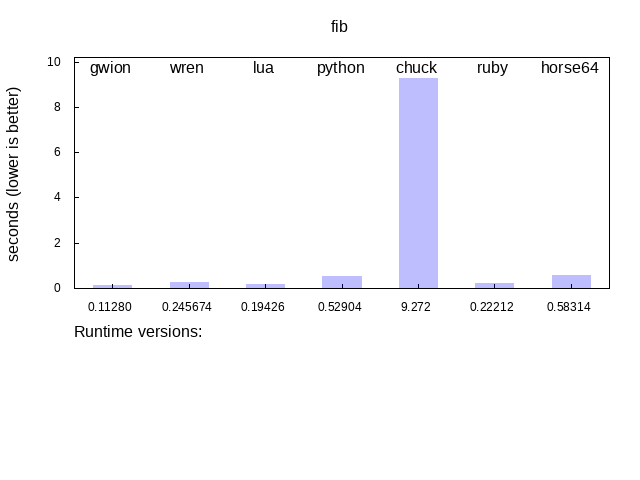 fib
seconds (lower is better)
10
8
6
4
2
0
gwion wren lua python chuck ruby horse64
0.11280 0.245674 0.19426 0.52904 9.272 0.22212 0.58314
Runtime versions: